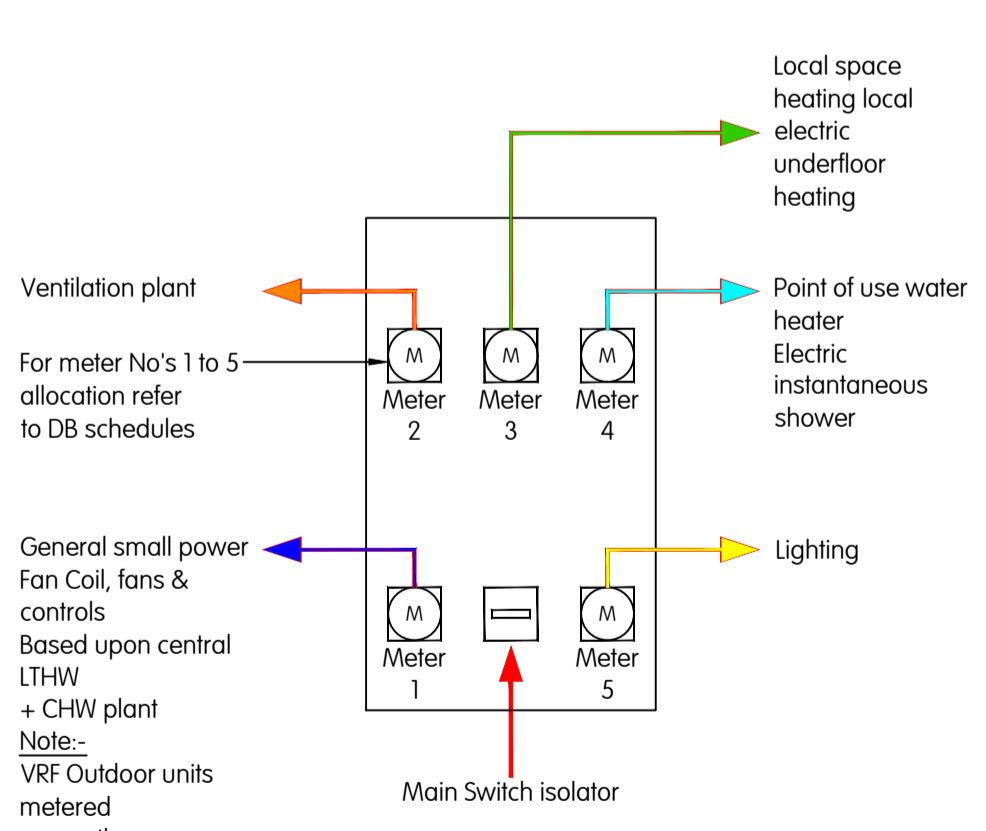 Local space
heating local
electric
underfloor
heating
Ventilation plant
Point of use water
heater
Electric
instantaneous
shower
For meter No's 1 to 5
allocation refer
to DB schedules
M
M
M
Meter
2
Meter
3
Meter
4
General small power
Fan Coil, fans &
controls
Based upon central
LTHW
+ CHW plant
Note:-
VRF Outdoor units
metered
Lighting
M
M
Meter
1
Meter
5
Main Switch isolator